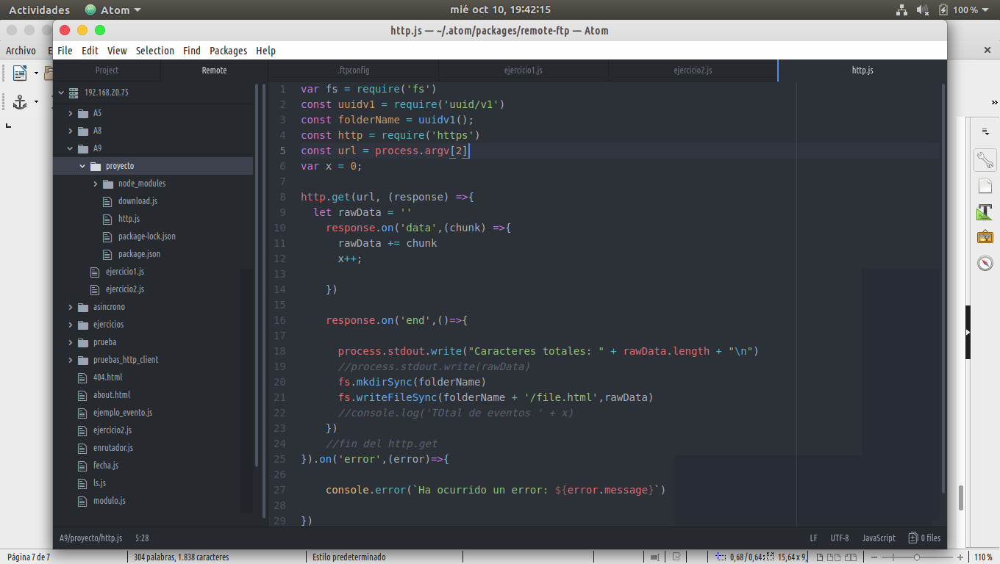 Actividades
Atom
mié oct 10, 19:42:15
100 %
http.js — ~/.atom/packages/remote-ftp — Atom
Archivo
File Edit View Selection Find Packages Help
Project
Remote
.ftpconfig
ejercicio1.js
ejercicio2.js
http.js
192.168.20.75
A5
A8
A9
proyecto
node_modules
download.js
http.js
package-lock.json
package.json
ejercicio1.js
ejercicio2.js
asincrono
ejercicios
prueba
pruebas_http_client
404.html
about.html
ejemplo_evento.js
ejercicio2.js
enrutador.js
fecha.js
ls.js
modulo.js
1 var fs = require('fs')
2 const uuidv1 = require('uuid/v1')
3 const folderName = uuidv1();
4 const http = require('https')
5 const url = process.argv[2]
6 var x = 0;
7
8 http.get(url, (response) =>{
9 let rawData = ''
10 response.on('data',(chunk) =>{
11 rawData += chunk
12 x++;
13
14 })
15
16 response.on('end',()=>{
17
18 process.stdout.write("Caracteres totales: " + rawData.length + "\n")
19 //process.stdout.write(rawData)
20 fs.mkdirSync(folderName)
21 fs.writeFileSync(folderName + '/file.html',rawData)
22 //console.log('TOtal de eventos ' + x)
23 })
24 //fin del http.get
25 }).on('error',(error)=>{
26
27 console.error(`Ha ocurrido un error: ${error.message}`)
28
29 })
A9/proyecto/http.js 5:28
LF UTF-8 JavaScript 0 files
Página 7 de 7
304 palabras, 1.838 caracteres
Estilo predeterminado
0,68 / 0,64
15,64 x 9,
110 %